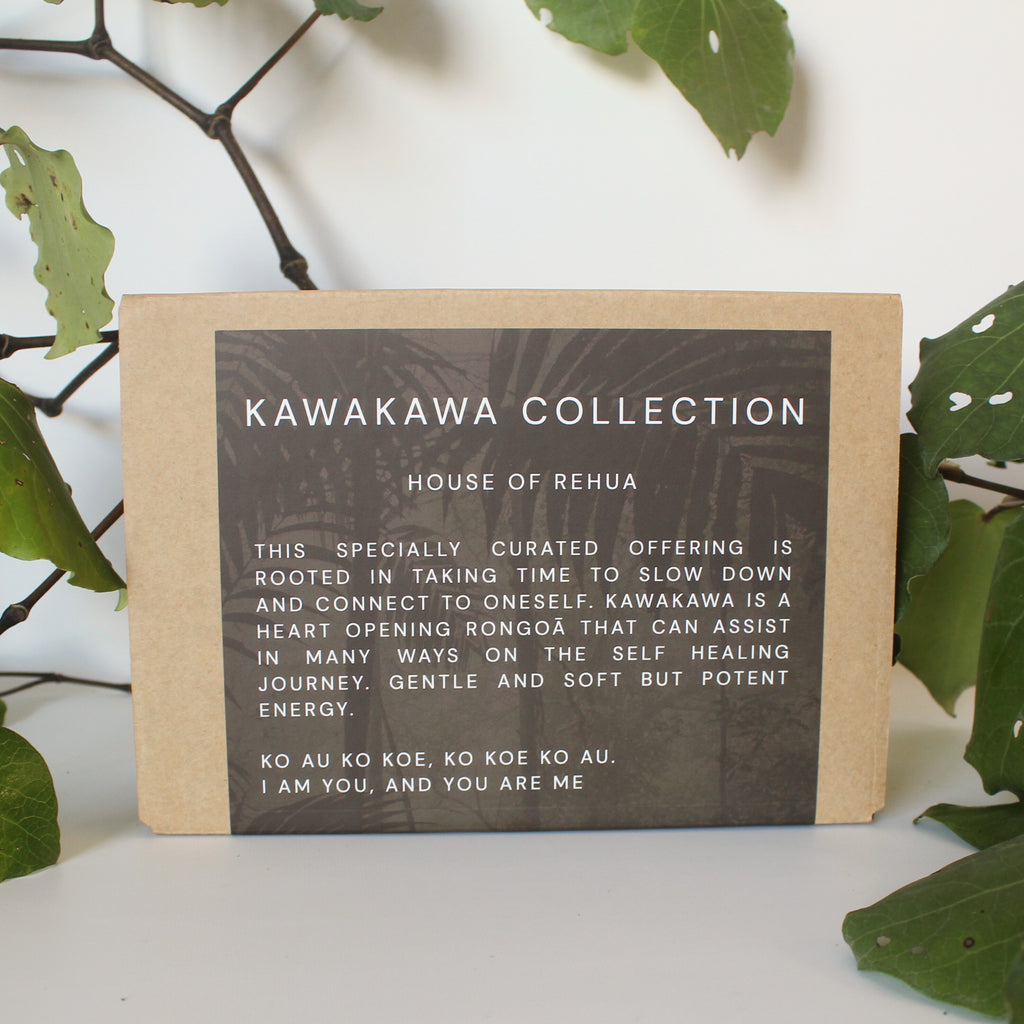 KAWAKAWA COLLECTION
HOUSE OF REHUA
THIS SPECIALLY CURATED OFFERING IS
ROOTED IN TAKING TIME TO SLOW DOWN
AND CONNECT TO ONESELF. KAWAKAWA IS A
HEART OPENING RONGOĀ THAT CAN ASSIST
IN MANY WAYS ON THE SELF HEALING
JOURNEY. GENTLE AND SOFT BUT POTENT
ENERGY.
KO AU KO KOE, KO KOE KO AU.
I AM YOU, AND YOU ARE ME